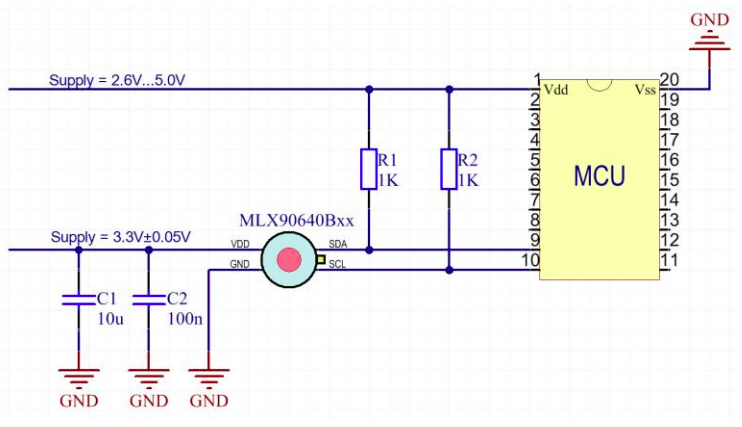 GND
Supply = 2.6V...5.0V
1 Vdd Vss 20
2 19
3 18
4 17
5 R1 R2 16
6 1K 1K MCU 15
7 14
8 13
MLX90640Bxx
Supply = 3.3V±0.05V VDD SDA 9 12
GND SCL 10 11
C1 C2
10u 100n
GND GND GND